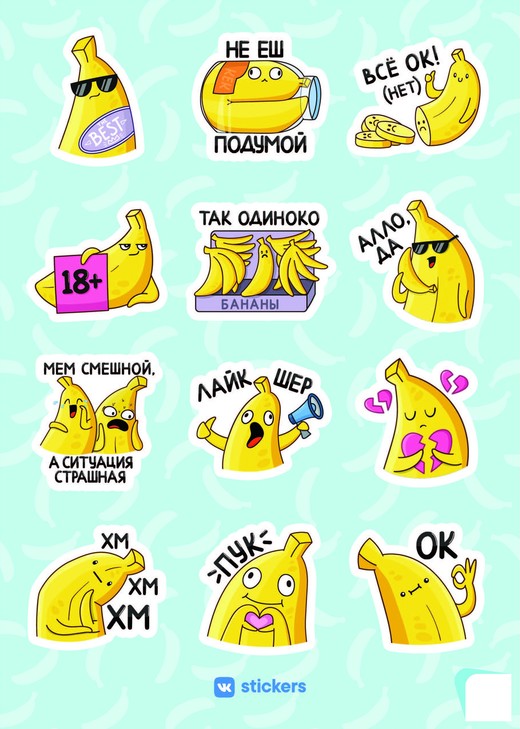 BEST
НЕ ЕШ
ПОДУМОЙ
ВСЁ ОК!
(НЕТ)
18+
ТАК ОДИНОКО
БАНАНЫ
АЛЛО,
ДА
МЕМ СМЕШНОЙ,
А СИТУАЦИЯ
СТРАШНАЯ
ЛАЙК ШЕР
ХМ
ХМ
ХМ
ПУК
ОК
VK stickers